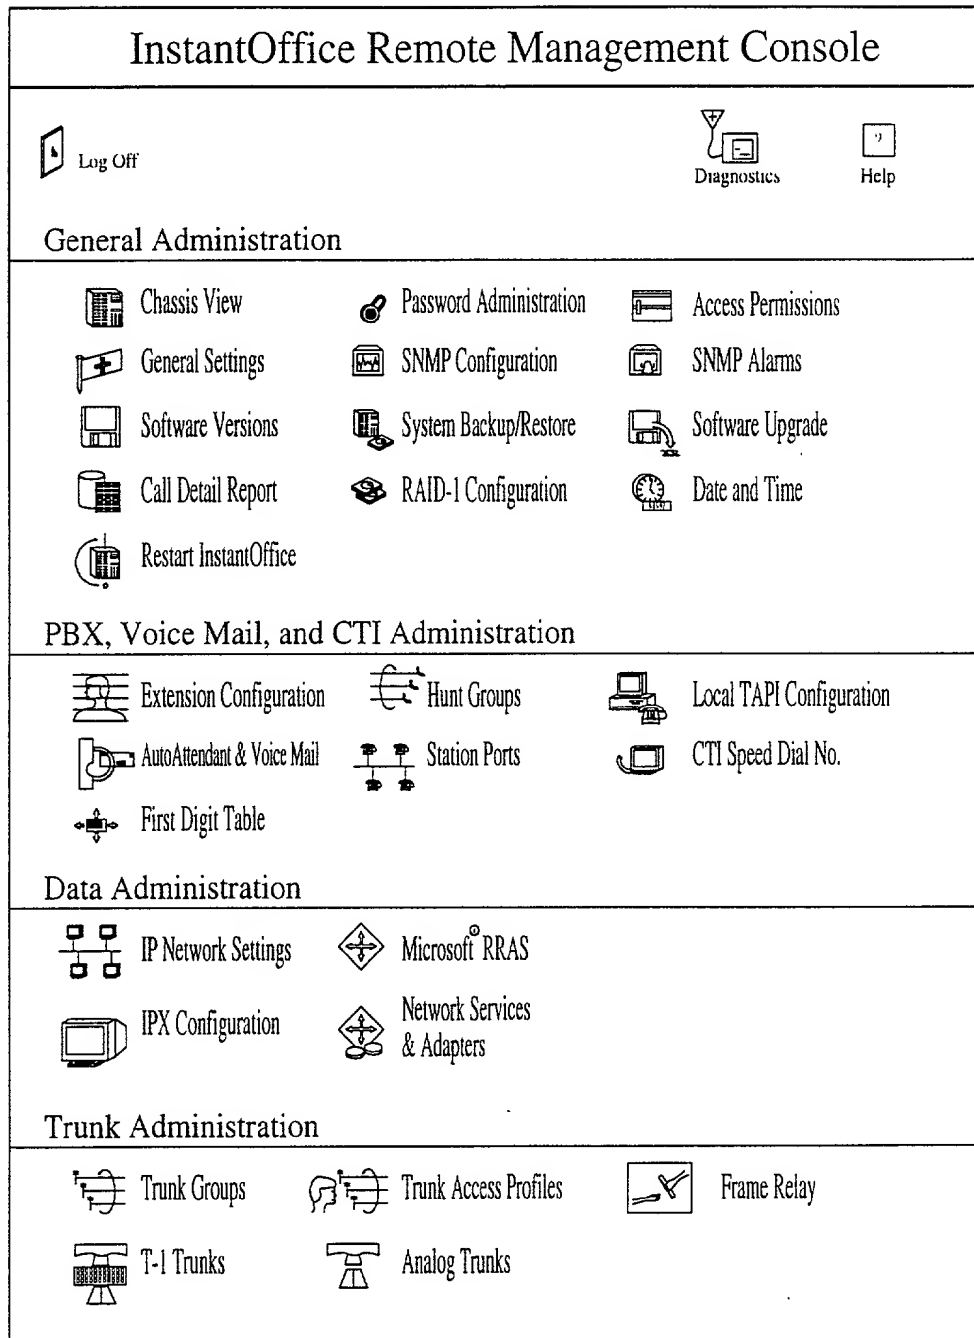 InstantOffice Remote Management Console
Log Off
Diagnostics
Help
General Administration
Chassis View
Password Administration
Access Permissions
General Settings
SNMP Configuration
SNMP Alarms
Software Versions
System Backup/Restore
Software Upgrade
Call Detail Report
RAID-1 Configuration
Date and Time
Restart InstantOffice
PBX, Voice Mail, and CTI Administration
Extension Configuration
Hunt Groups
Local TAPI Configuration
AutoAttendant & Voice Mail
Station Ports
CTI Speed Dial No.
First Digit Table
Data Administration
IP Network Settings
Microsoft® RRAS
IPX Configuration
Network Services
& Adapters
Trunk Administration
Trunk Groups
Trunk Access Profiles
Frame Relay
T-1 Trunks
Analog Trunks